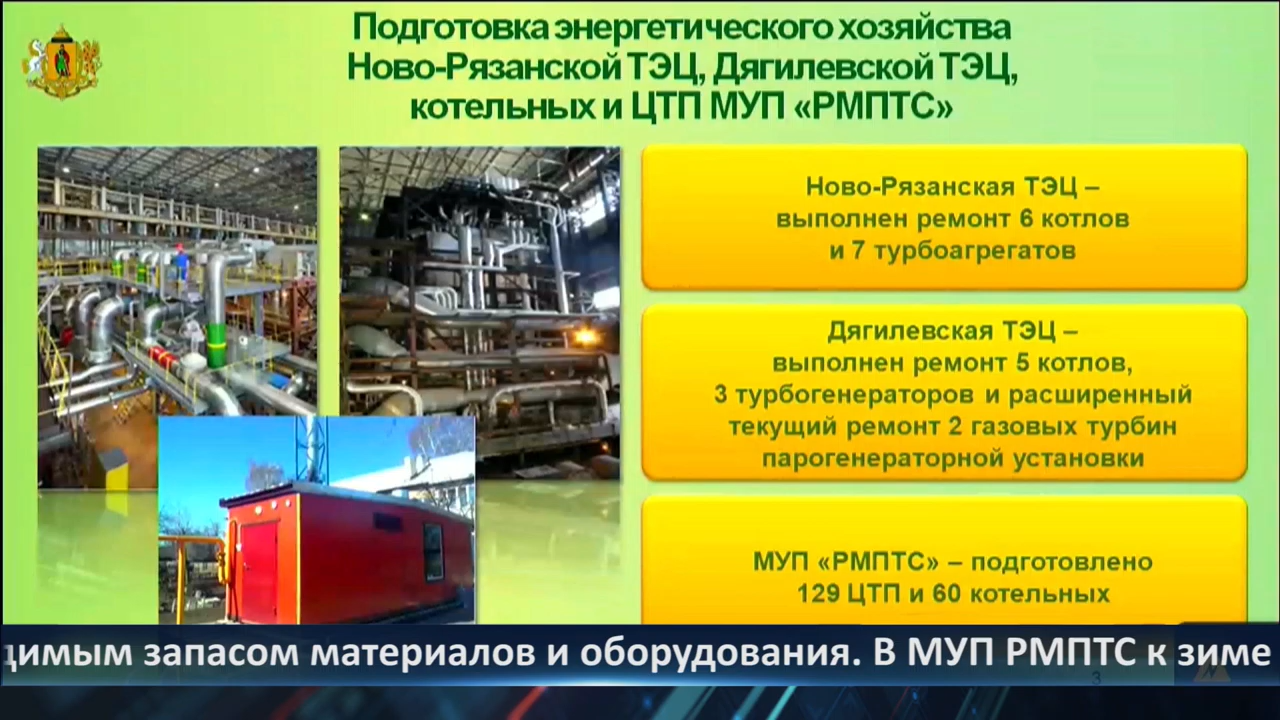 Подготовка энергетического хозяйства
Ново-Рязанской ТЭЦ, Дягилевской ТЭЦ,
котельных и ЦТП МУП «РМПТС»
Ново-Рязанская ТЭЦ –
выполнен ремонт 6 котлов
и 7 турбоагрегатов
Дягилевская ТЭЦ –
выполнен ремонт 5 котлов,
3 турбогенераторов и расширенный
текущий ремонт 2 газовых турбин
парогенераторной установки
МУП «РМПТС» – подготовлено
129 ЦТП и 60 котельных
димым запасом материалов и оборудования. В МУП РМПТС к зиме
3